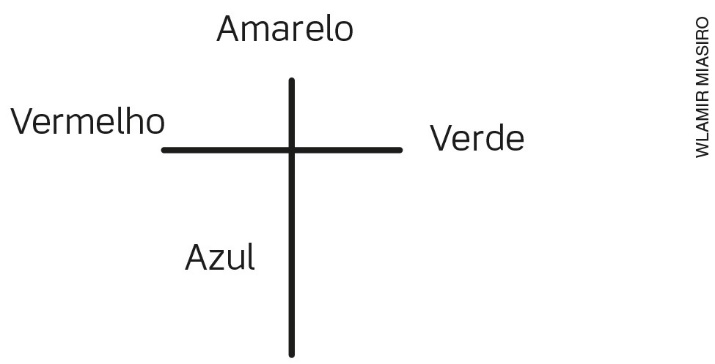 Amarelo
Vermelho
Verde
Azul
WLAMIR MIASIRO